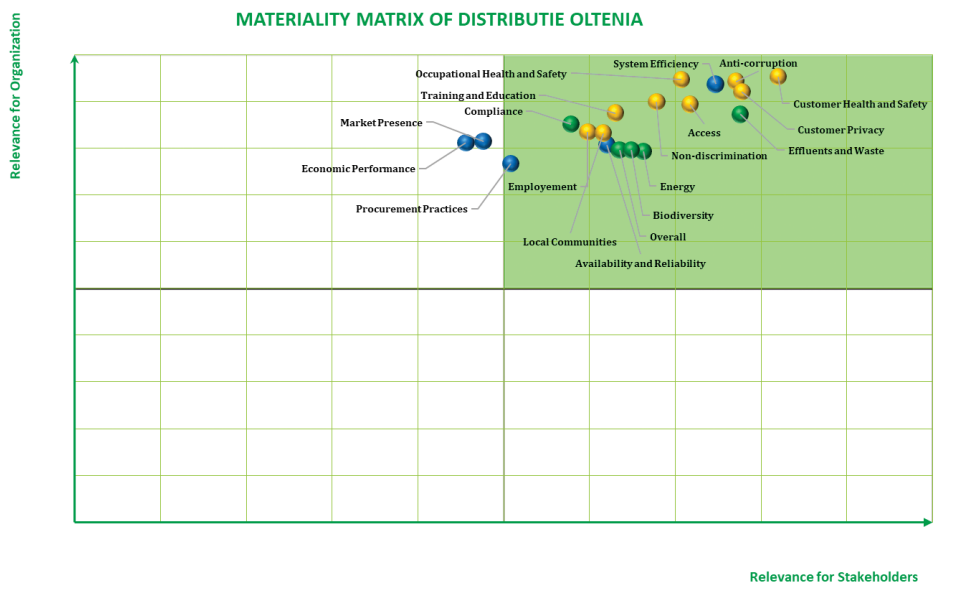 MATERIALITY MATRIX OF DISTRIBUTIE OLTENIA
Relevance for Organization
System Efficiency
Anti-corruption
Occupational Health and Safety
Training and Education
Customer Health and Safety
Compliance
Market Presence
Access
Customer Privacy
Effluents and Waste
Non-discrimination
Economic Performance
Employement
Energy
Procurement Practices
Biodiversity
Overall
Local Communities
Availability and Reliability
Relevance for Stakeholders